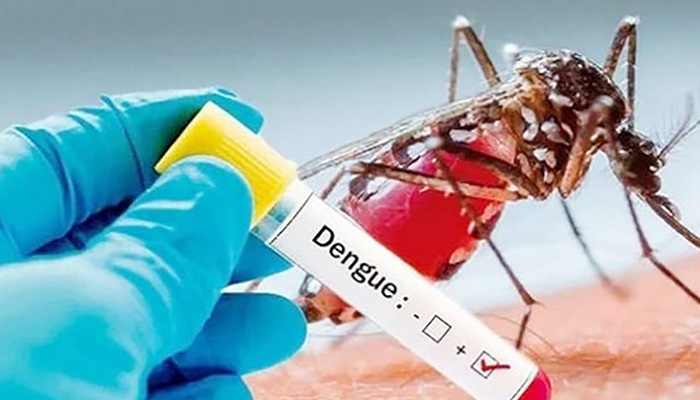 Dengue : - ☐ + ☑